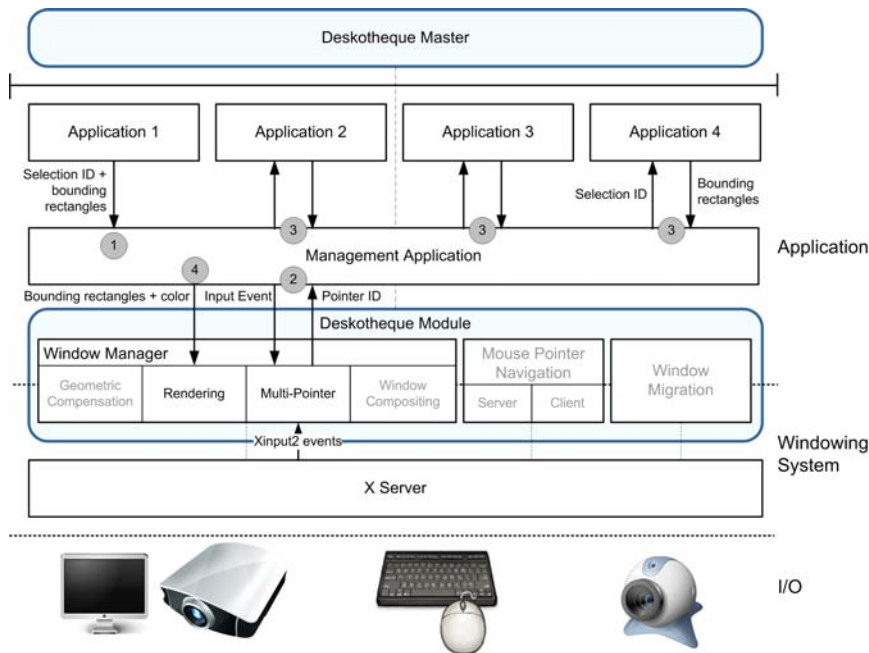 Deskotheque Master
Application 1
Application 2
Application 3
Application 4
Selection ID +
bounding
rectangles
Selection ID
Bounding
rectangles
1
3
3
3
Management Application
Application
4
2
Bounding rectangles + color
Input Event
Pointer ID
Deskotheque Module
Window Manager
Geometric
Compensation
Rendering
Multi-Pointer
Window
Compositing
Mouse Pointer
Navigation
Server
Client
Window
Migration
Xinput2 events
Windowing
System
X Server
I/O